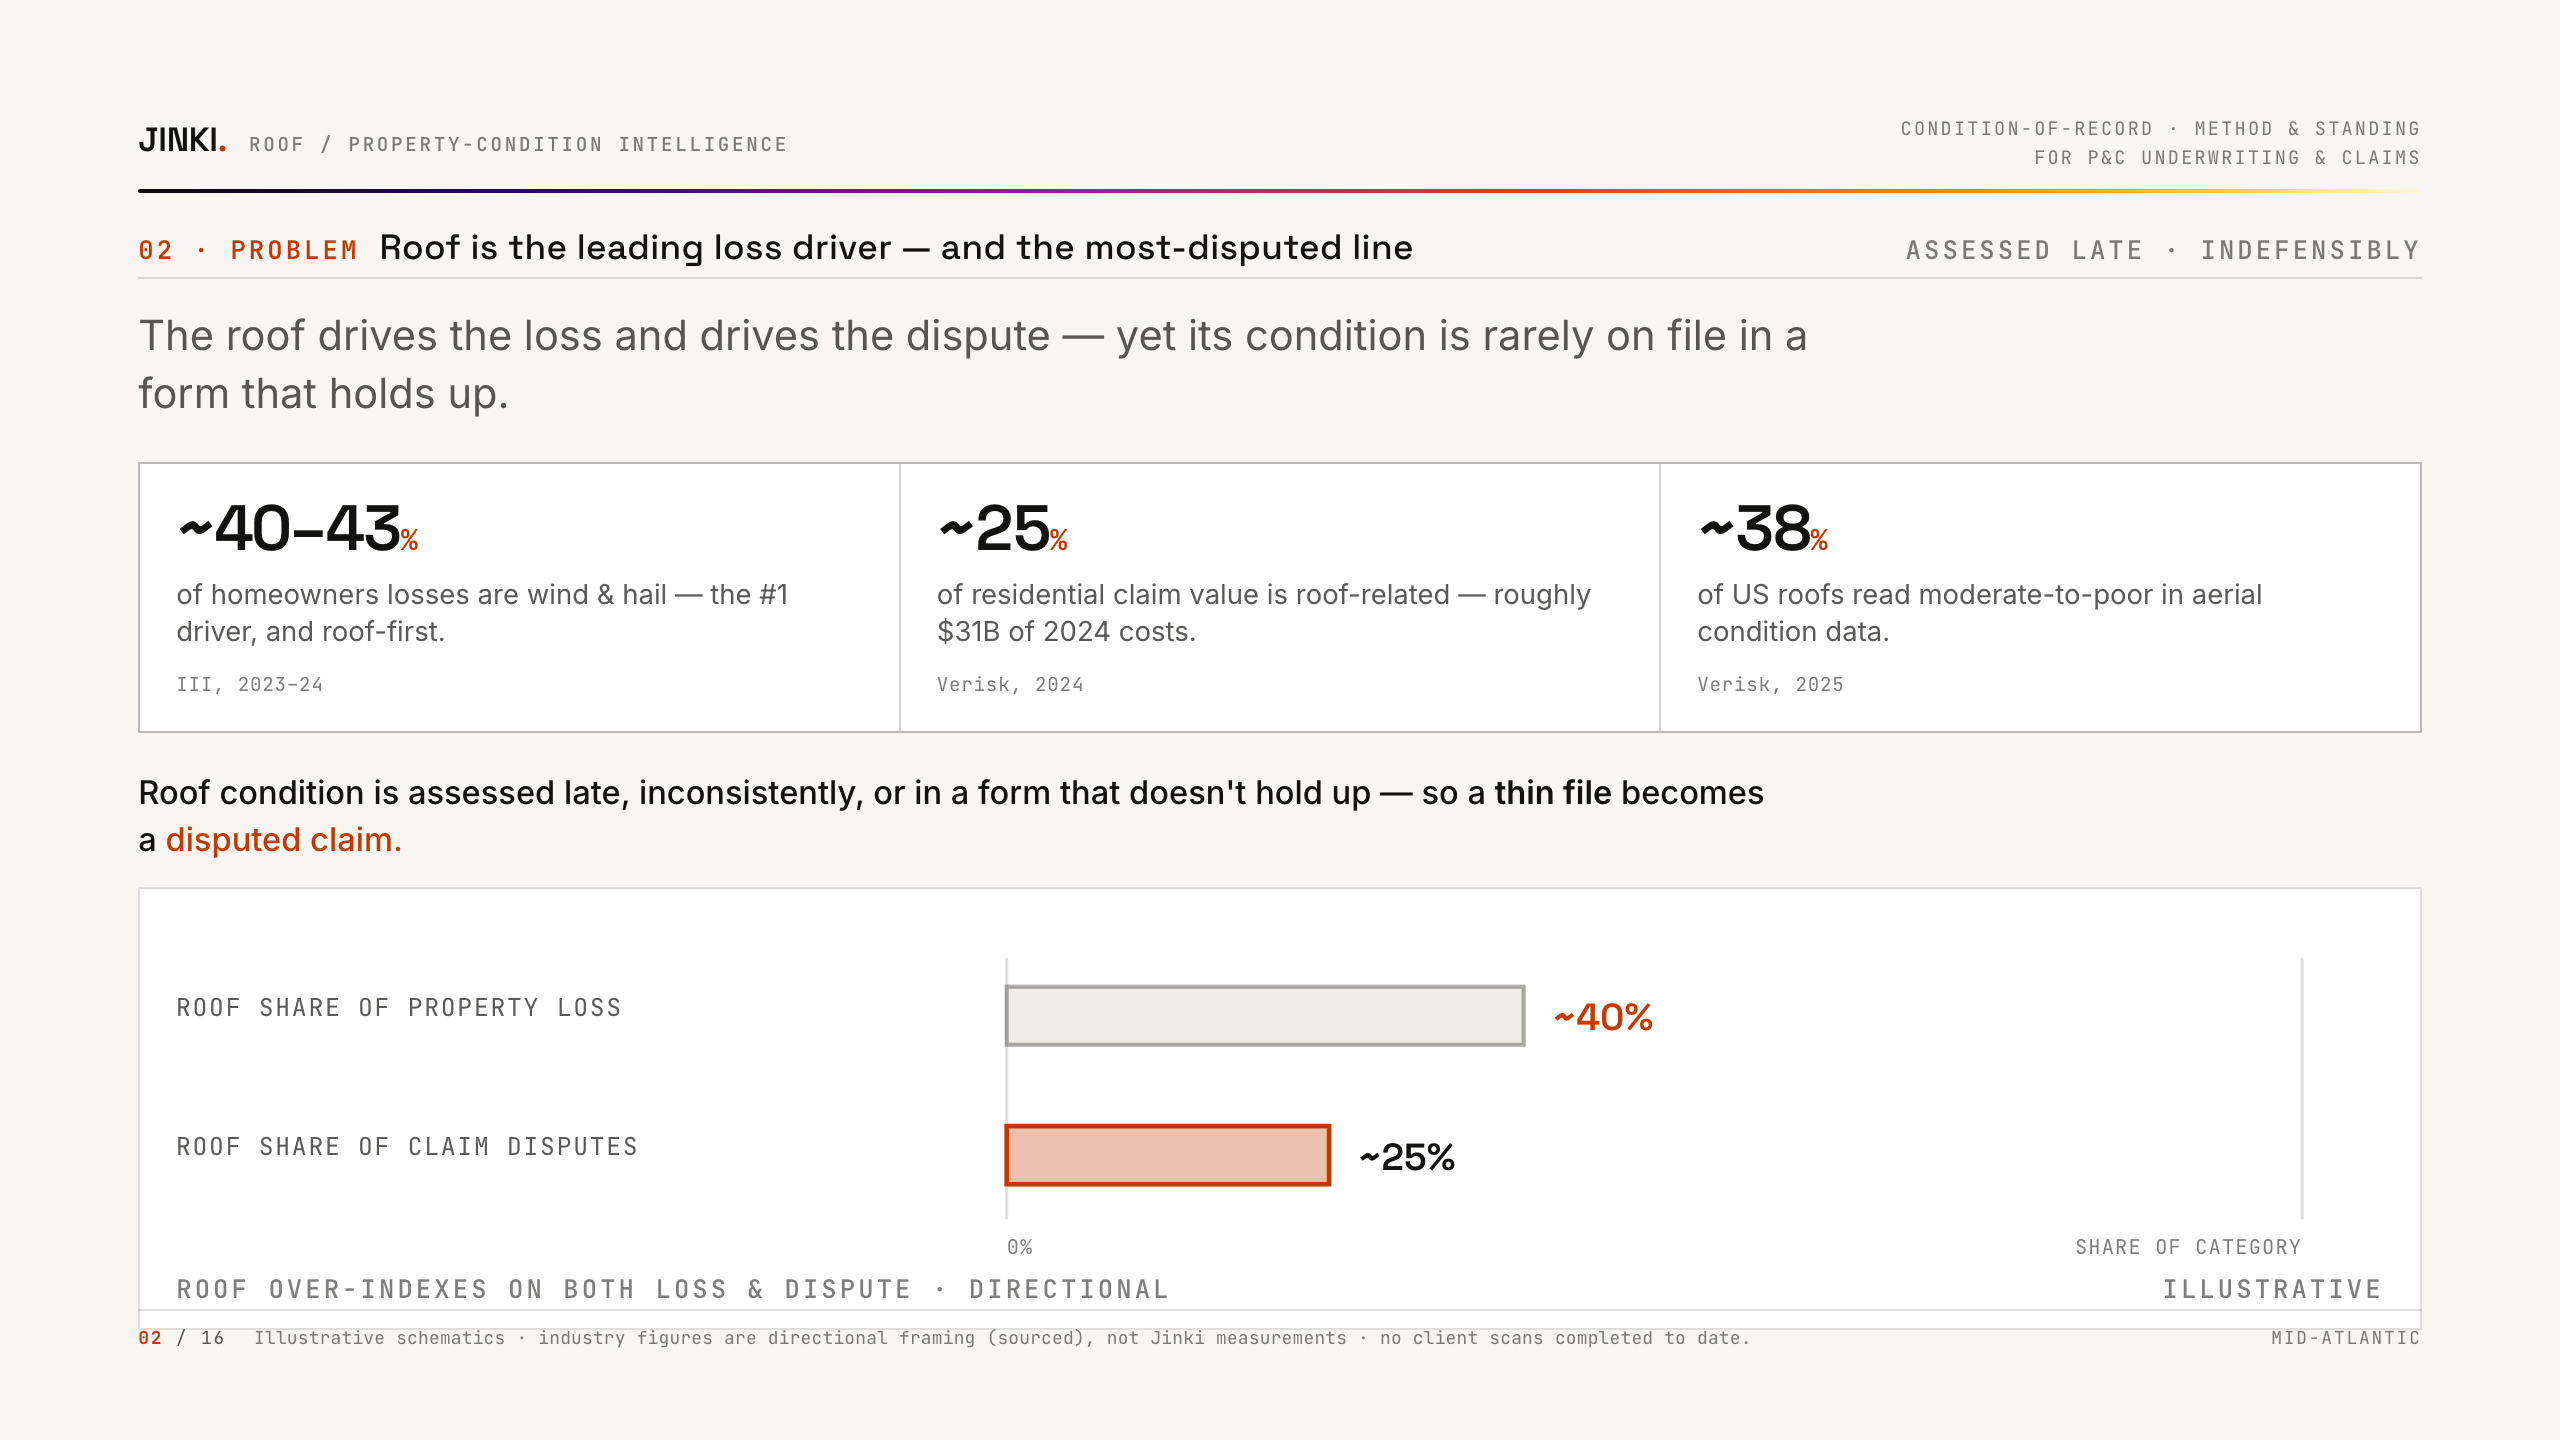 JINKI. ROOF / PROPERTY-CONDITION INTELLIGENCE
CONDITION-OF-RECORD · METHOD & STANDING
FOR P&C UNDERWRITING & CLAIMS
02 · PROBLEM Roof is the leading loss driver — and the most-disputed line
ASSESSED LATE · INDEFENSIBLY
The roof drives the loss and drives the dispute — yet its condition is rarely on file in a
form that holds up.
~40–43%
of homeowners losses are wind & hail — the #1
driver, and roof-first.
III, 2023–24
~25%
of residential claim value is roof-related — roughly
$31B of 2024 costs.
Verisk, 2024
~38%
of US roofs read moderate-to-poor in aerial
condition data.
Verisk, 2025
Roof condition is assessed late, inconsistently, or in a form that doesn't hold up — so a thin file becomes
a disputed claim.
ROOF SHARE OF PROPERTY LOSS
~40%
ROOF SHARE OF CLAIM DISPUTES
~25%
0%
SHARE OF CATEGORY
ROOF OVER-INDEXES ON BOTH LOSS & DISPUTE · DIRECTIONAL
ILLUSTRATIVE
02 / 16 Illustrative schematics · industry figures are directional framing (sourced), not Jinki measurements · no client scans completed to date.
MID-ATLANTIC